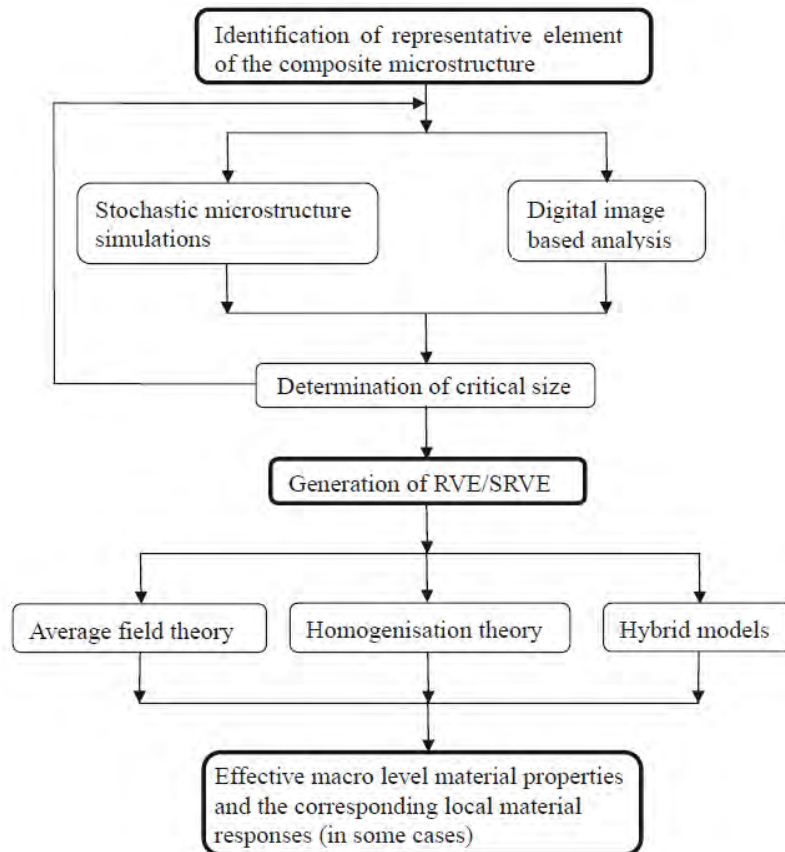 Identification of representative element
of the composite microstructure
Stochastic microstructure
simulations
Digital image
based analysis
Determination of critical size
Generation of RVE/SRVE
Average field theory
Homogenisation theory
Hybrid models
Effective macro level material properties
and the corresponding local material
responses (in some cases)